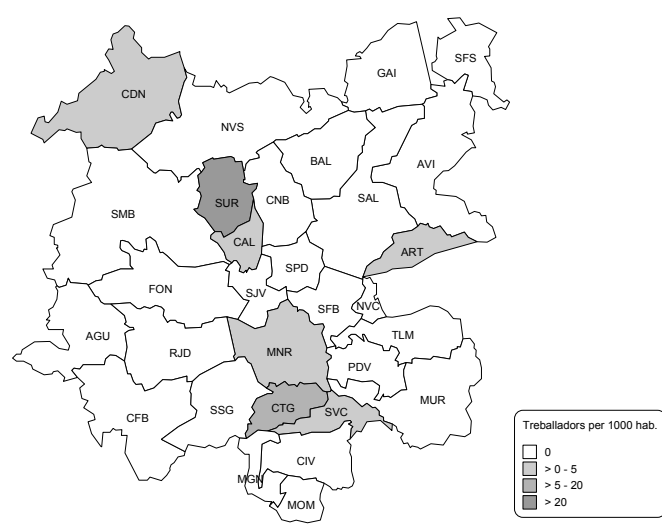 SFS
GAI
CDN
NVS
BAL
AVI
SAL
SUR
CNB
SMB
CAL
ART
SPD
FON
SJV
SFB
NVC
AGU
TLM
RJD
MNR
PDV
MUR
CTG
SSG
SVC
CFB
CIV
MGN
MOM
Treballadors per 1000 hab.
0
> 0 - 5
> 5 - 20
> 20